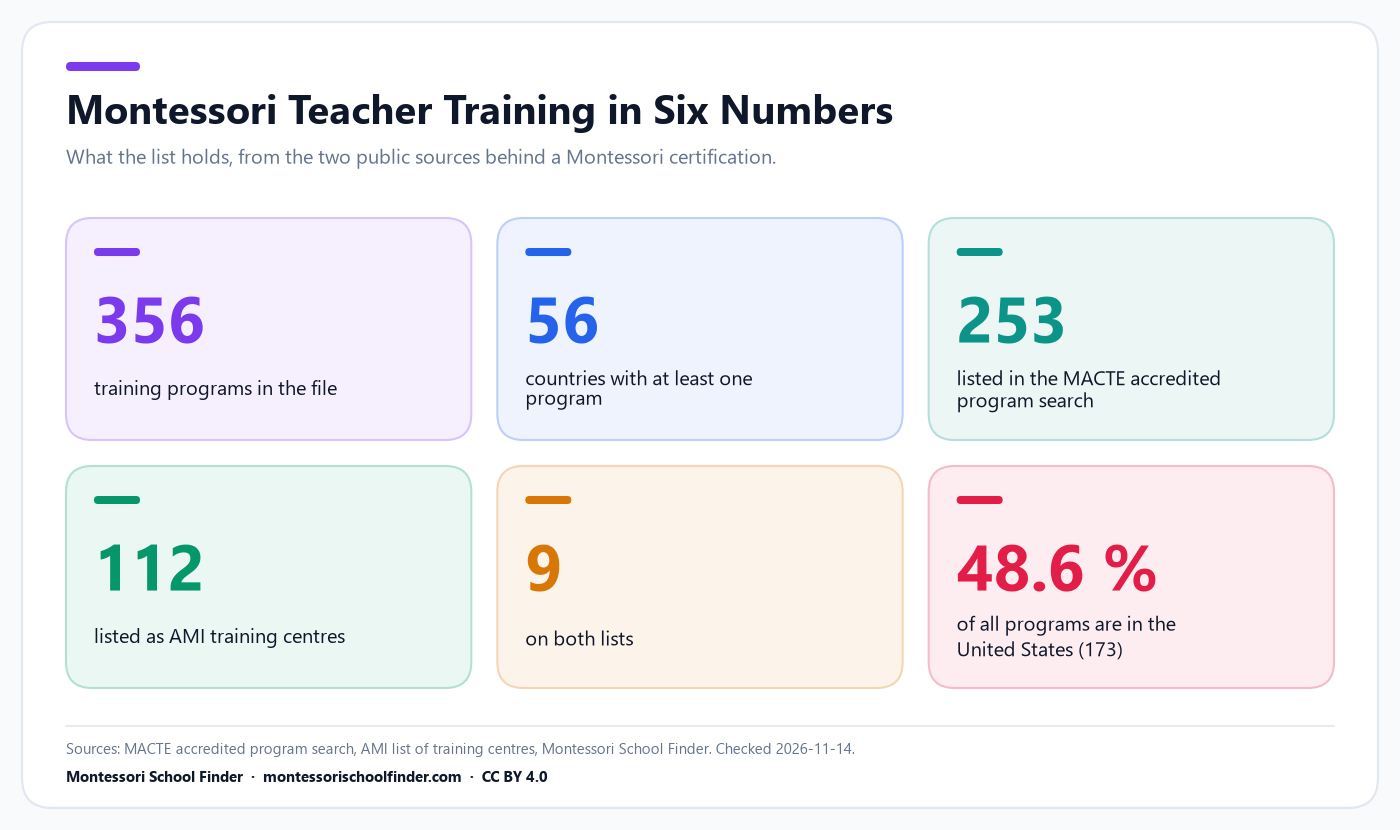 Montessori Teacher Training in Six Numbers
What the list holds, from the two public sources behind a Montessori certification.
356
training programs in the file
56
countries with at least one
program
253
listed in the MACTE accredited
program search
112
listed as AMI training centres
9
on both lists
48.6 %
of all programs are in the
United States (173)
Sources: MACTE accredited program search, AMI list of training centres, Montessori School Finder. Checked 2026-11-14.
Montessori School Finder · montessorischoolfinder.com · CC BY 4.0